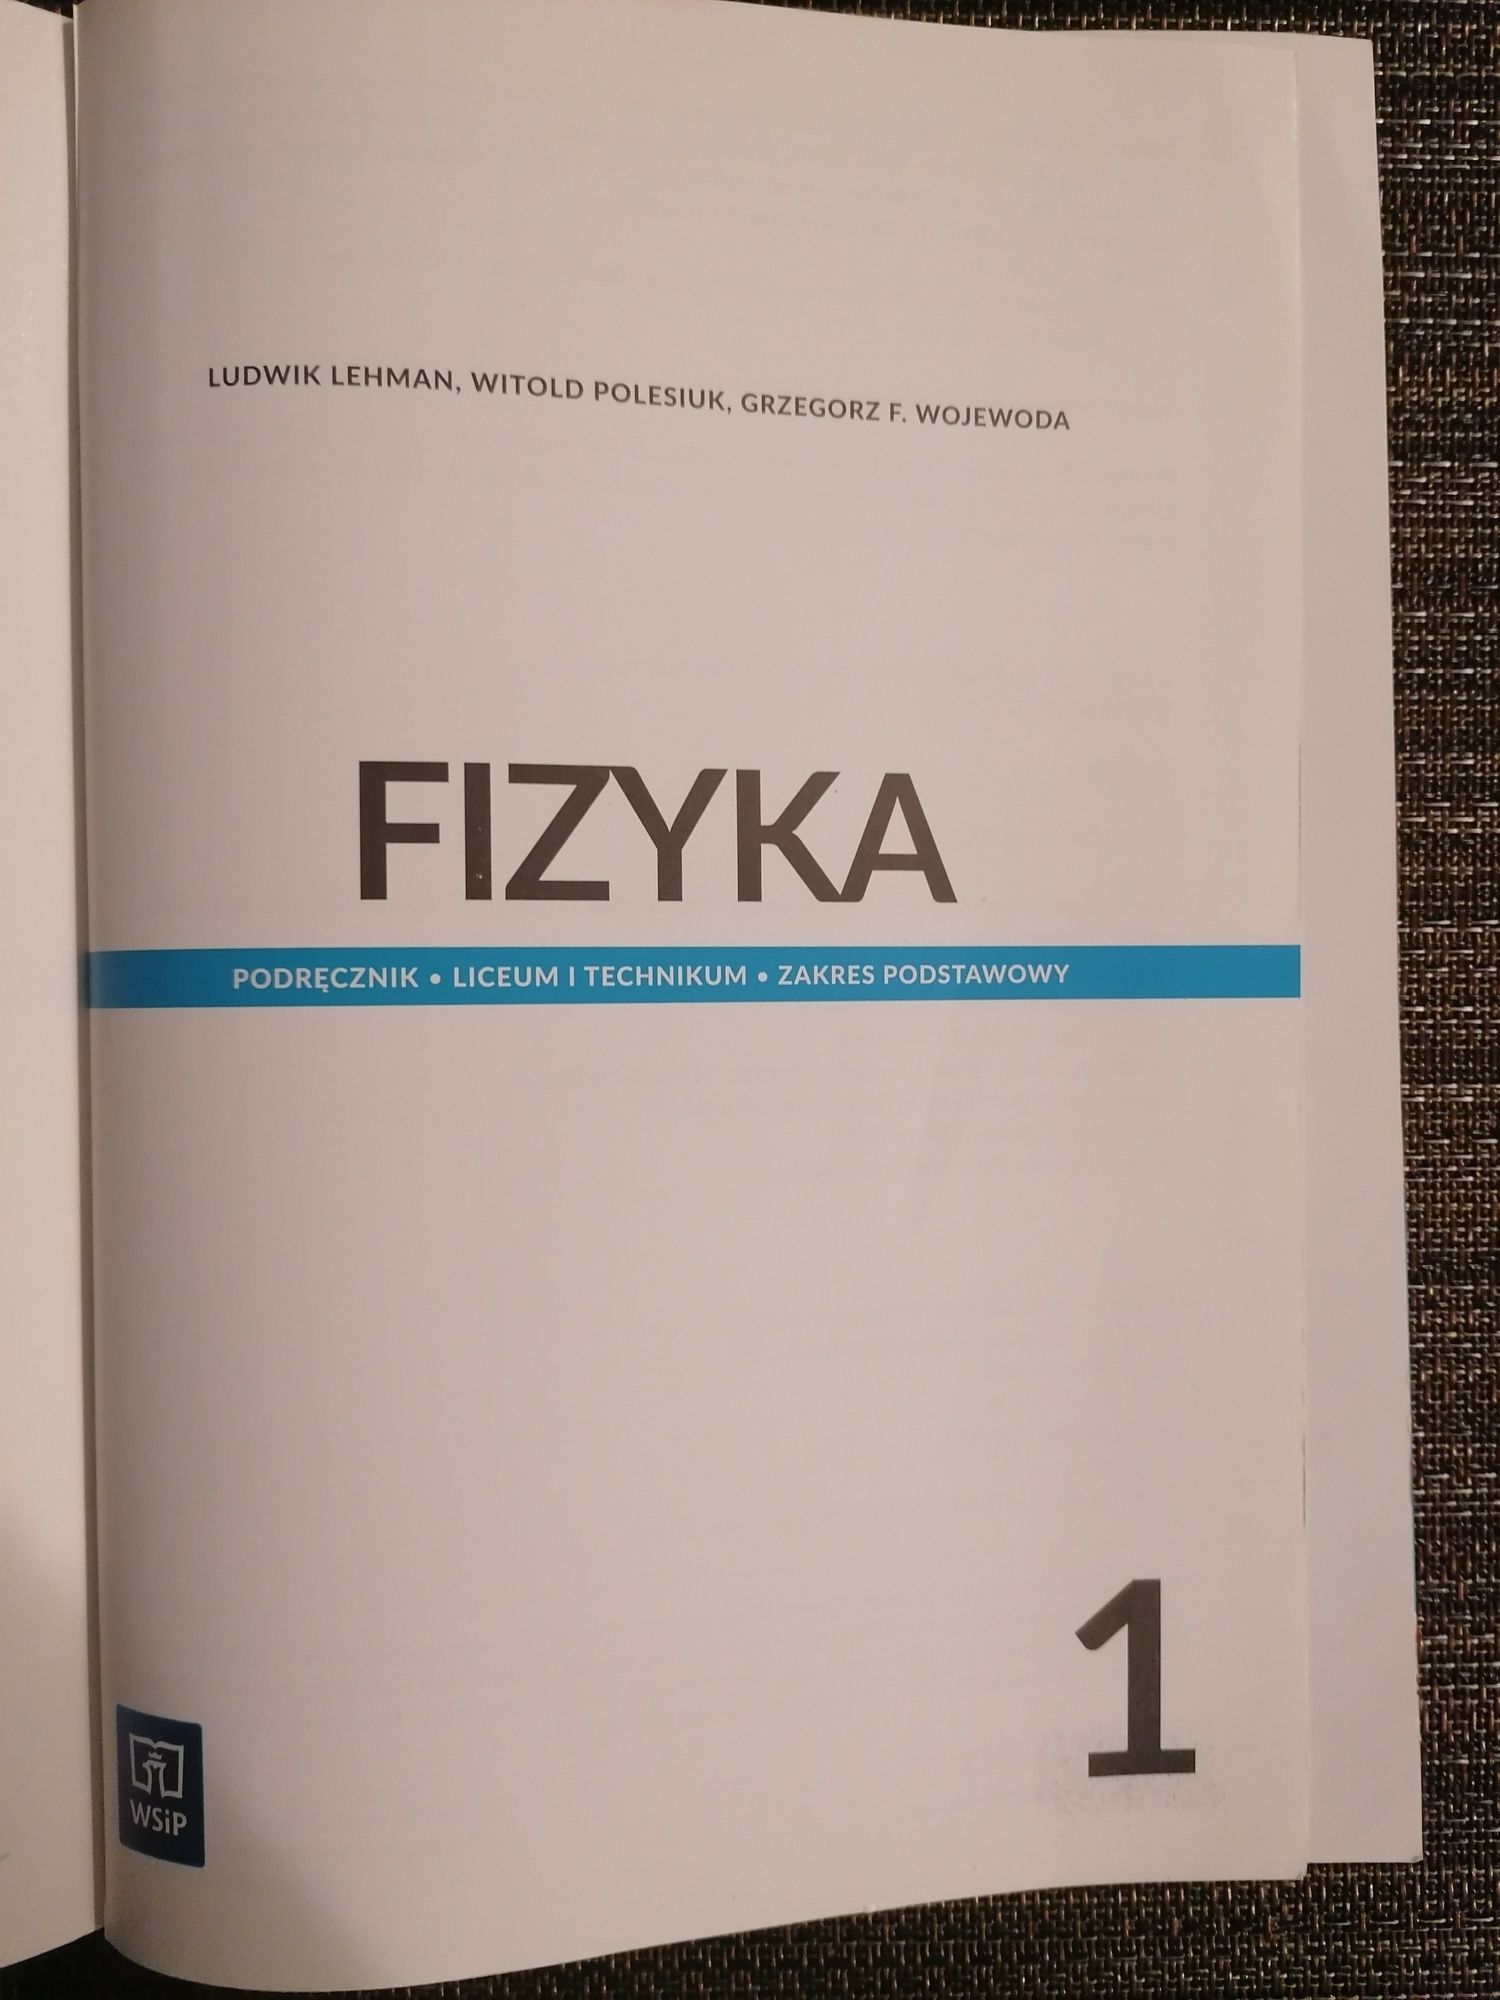 LUDWIK LEHMAN, WITOLD POLESIUK, GRZEGORZ F. WOJEWODA
FIZYKA
PODRĘCZNIK • LICEUM I TECHNIKUM • ZAKRES PODSTAWOWY
1
WSiP